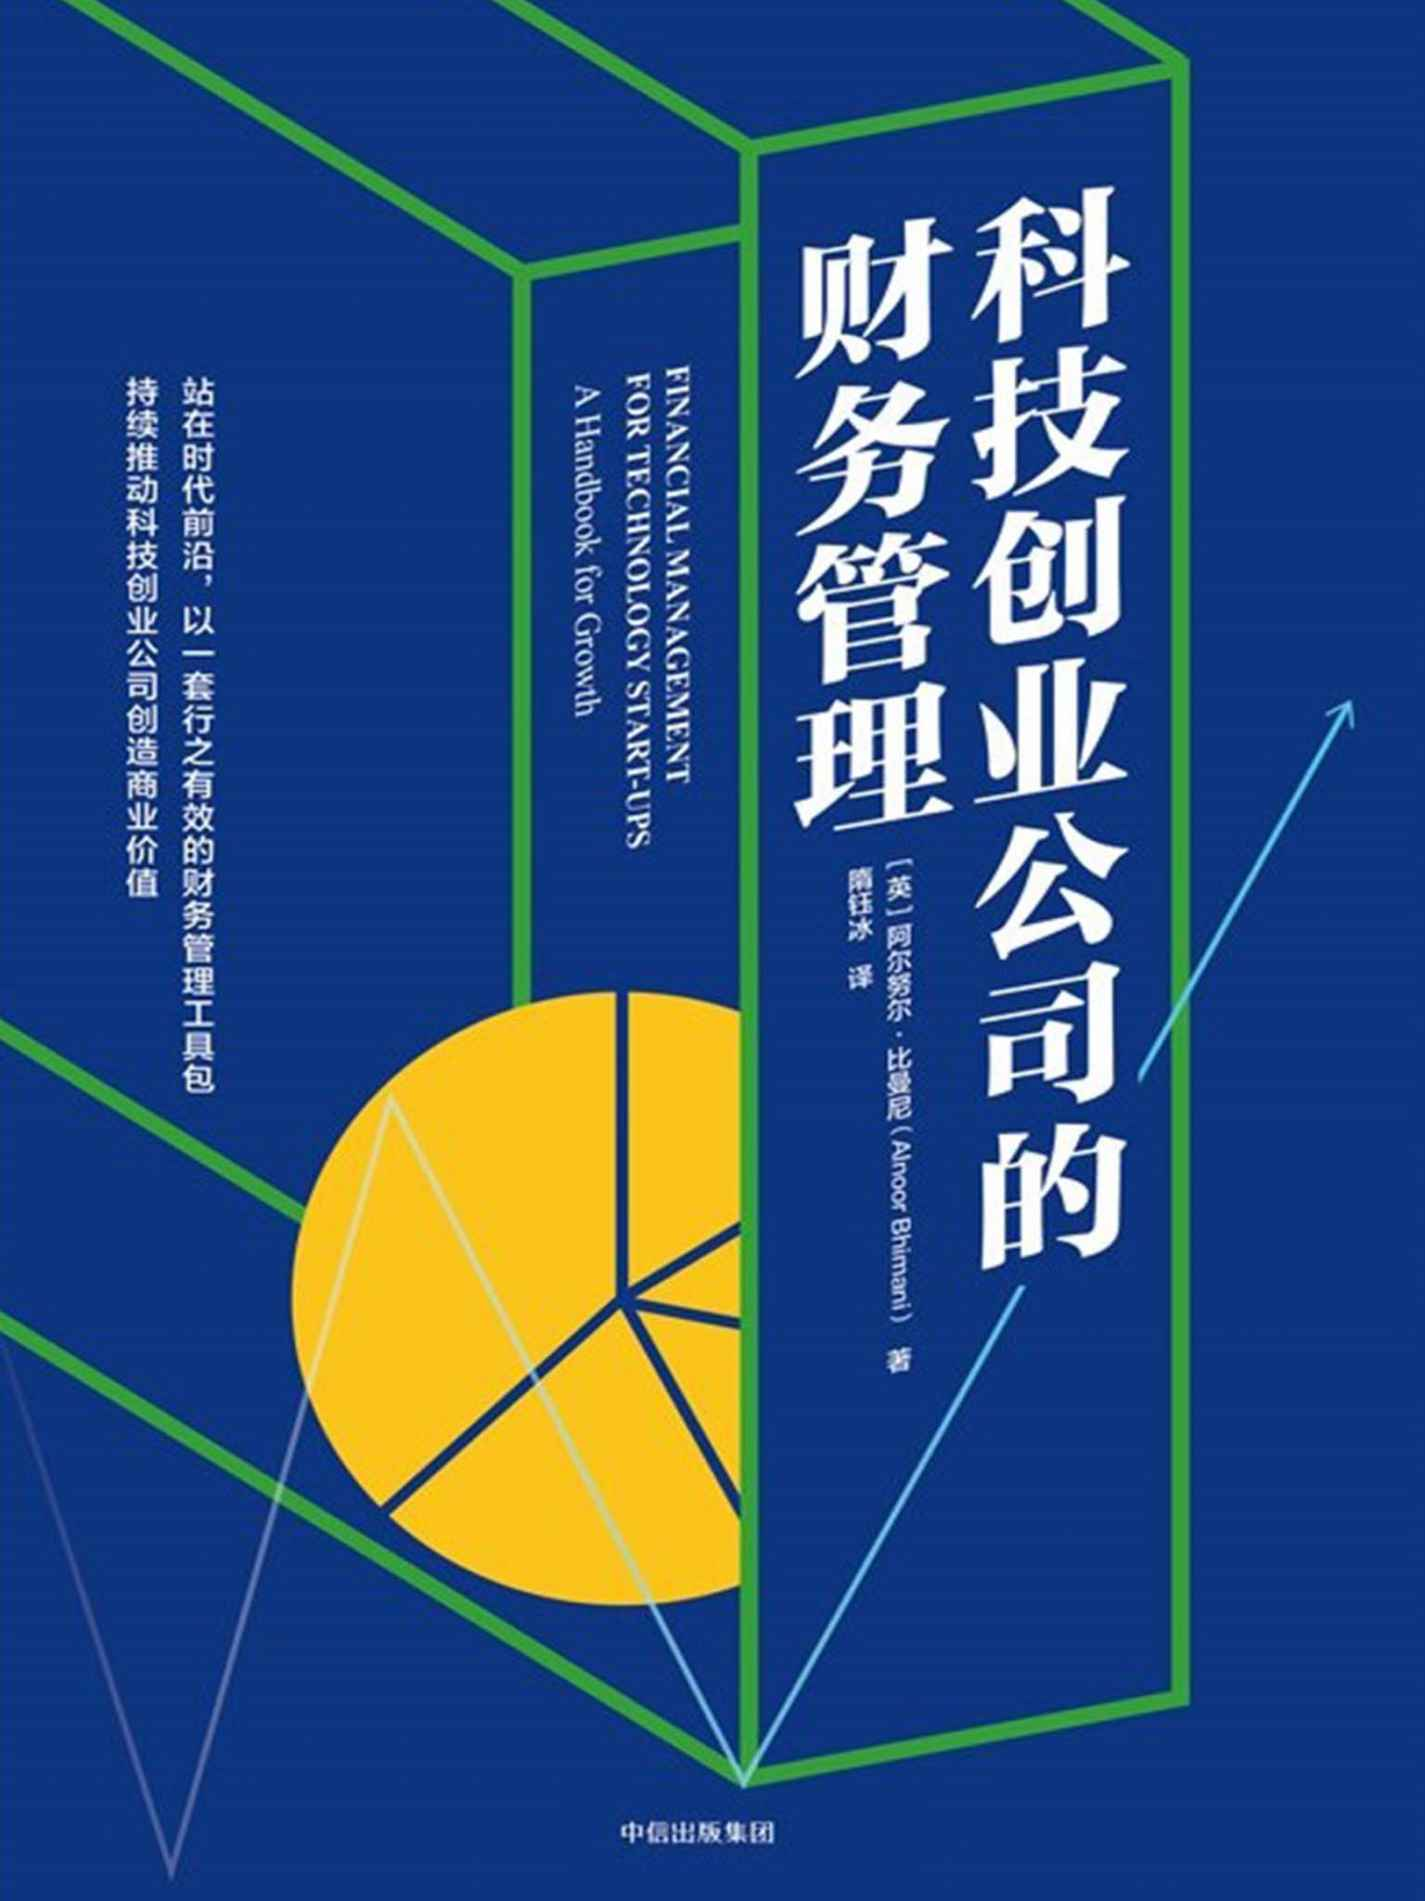 科技创业公司的
财务管理
[英] 阿尔努尔·比曼尼 (Alnoor Bhimani) 著
隋钰冰 译
FINANCIAL MANAGEMENT
FOR TECHNOLOGY START-UPS
A Handbook for Growth
站在时代前沿，以一套行之有效的财务管理工具包
持续推动科技创业公司创造商业价值
中信出版集团